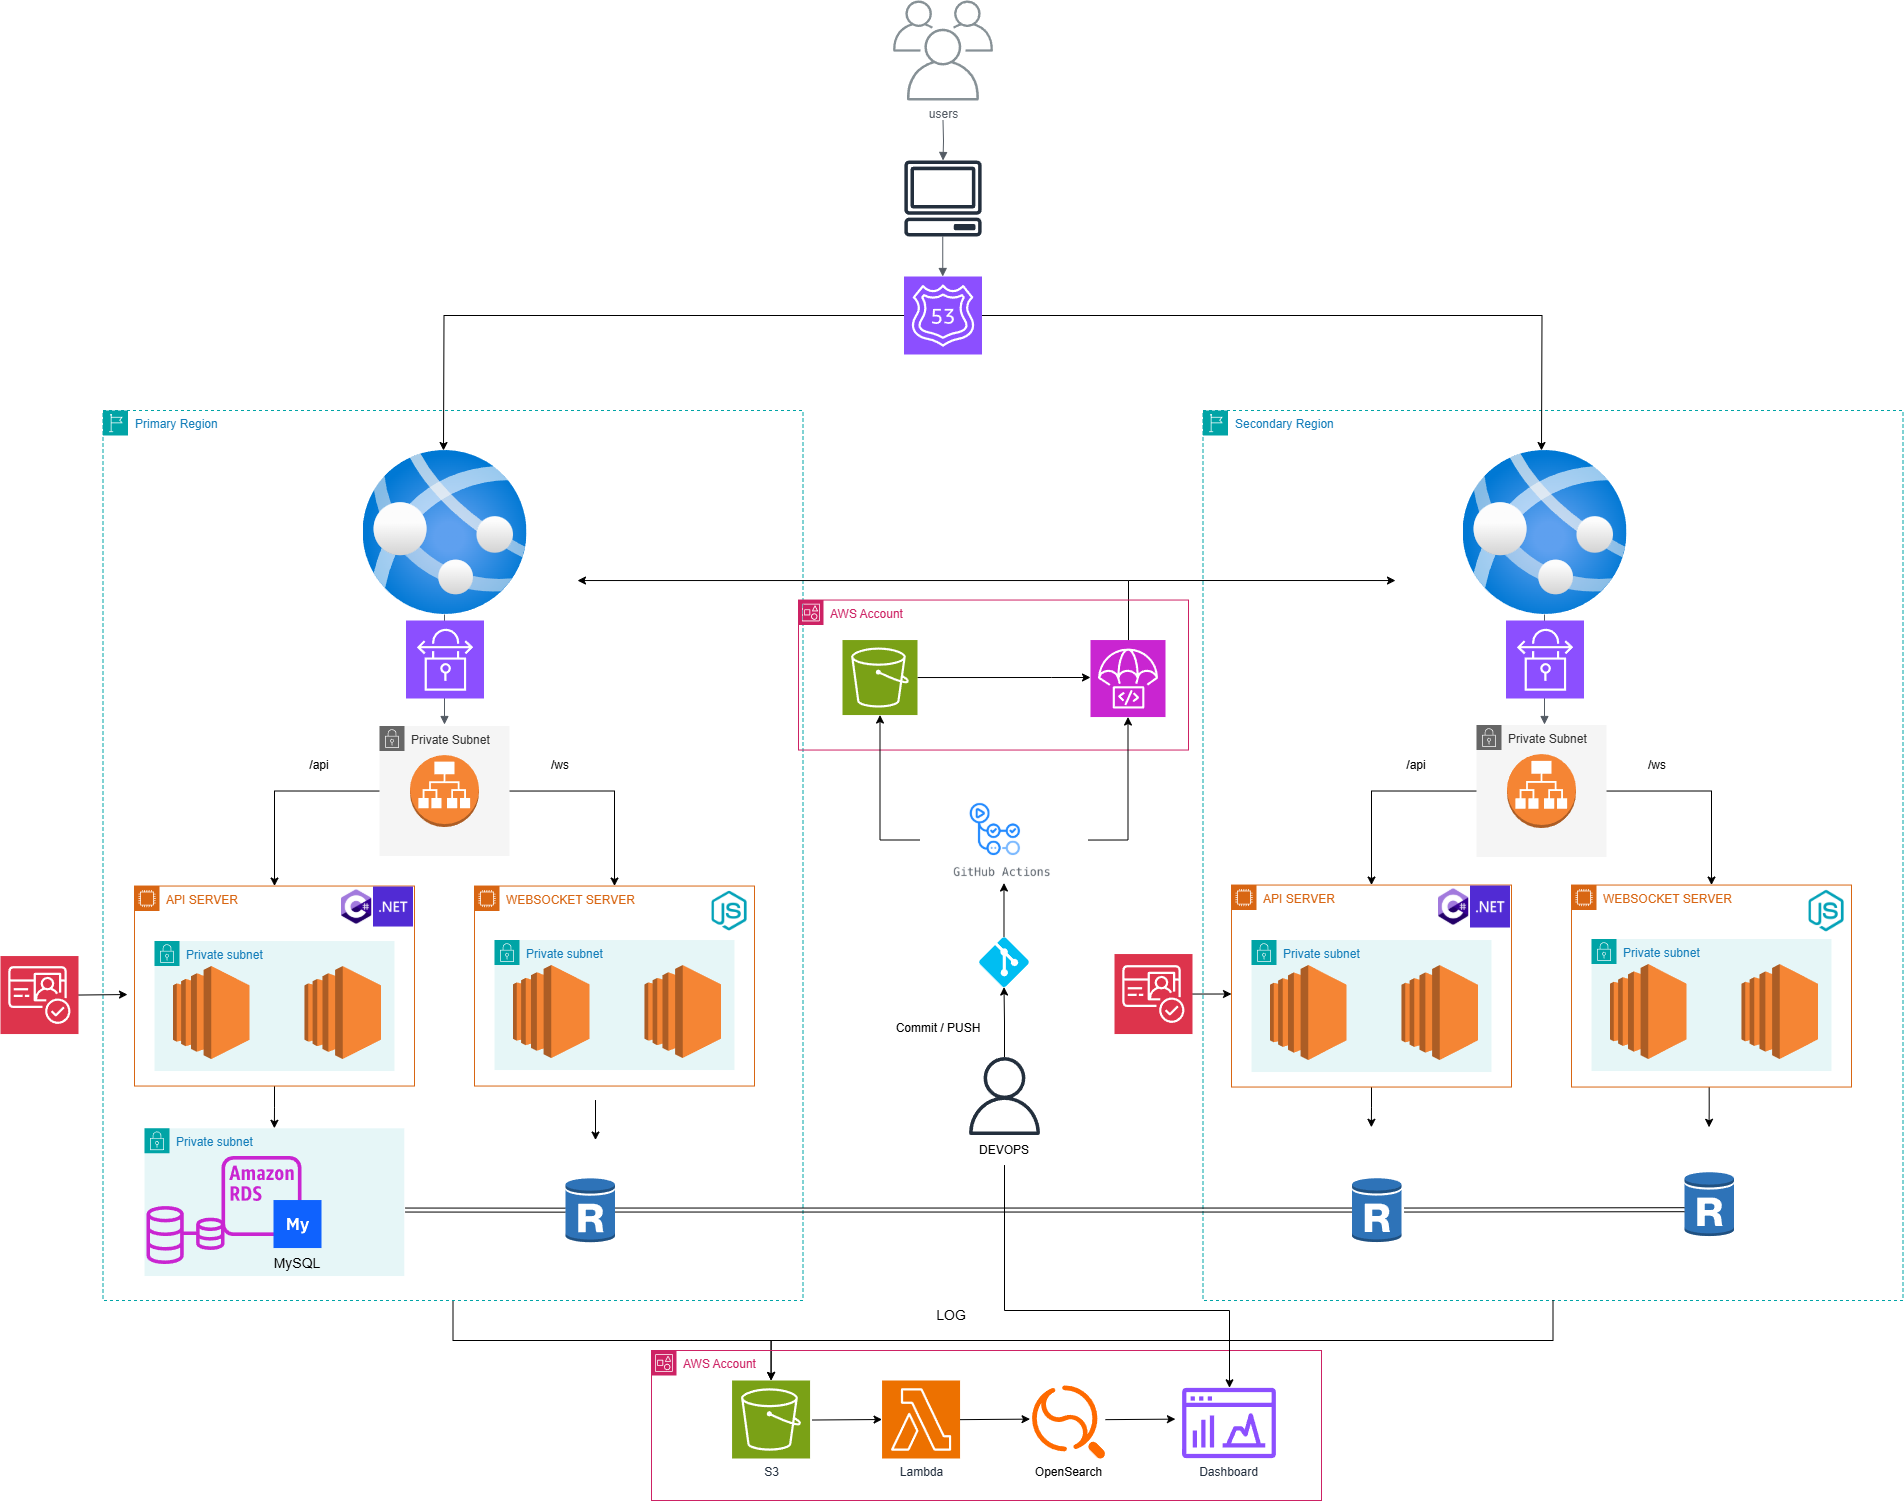 users
53
Primary Region
Secondary Region
AWS Account
Private Subnet
Private Subnet
/api
/ws
/api
/ws
GitHub Actions
API SERVER
C#
.NET
WEBSOCKET SERVER
JS
API SERVER
C#
.NET
WEBSOCKET SERVER
JS
Private subnet
Private subnet
Private subnet
Private subnet
Commit / PUSH
DEVOPS
Private subnet
Amazon
RDS
My
MySQL
R
R
R
LOG
AWS Account
S3
Lambda
OpenSearch
Dashboard